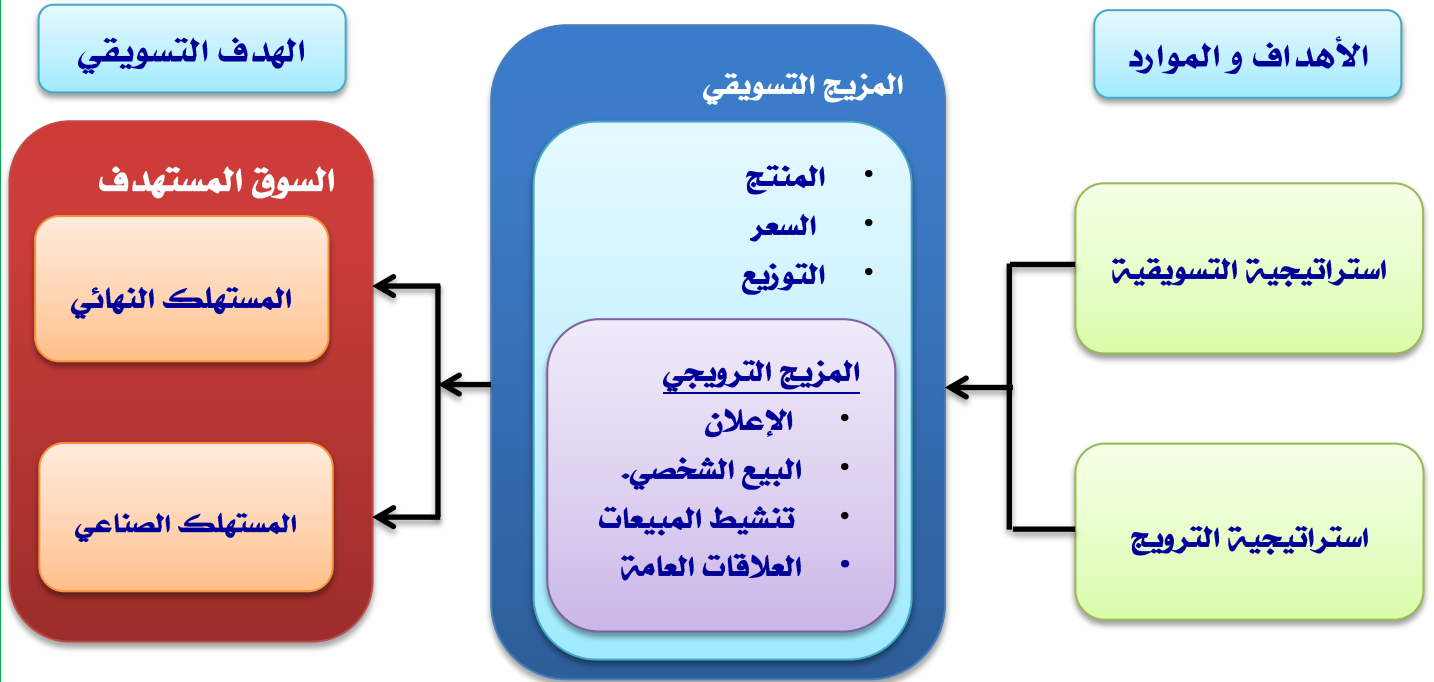 الأهداف و الموارد
استراتيجية التسويقية
استراتيجية الترويج
المزيج التسويقي
• المنتج
• السعر
• التوزيع
المزيج الترويجي
• الإعلان
• البيع الشخصي.
• تنشيط المبيعات
• العلاقات العامة
الهدف التسويقي
السوق المستهدف
المستهلك النهائي
المستهلك الصناعي